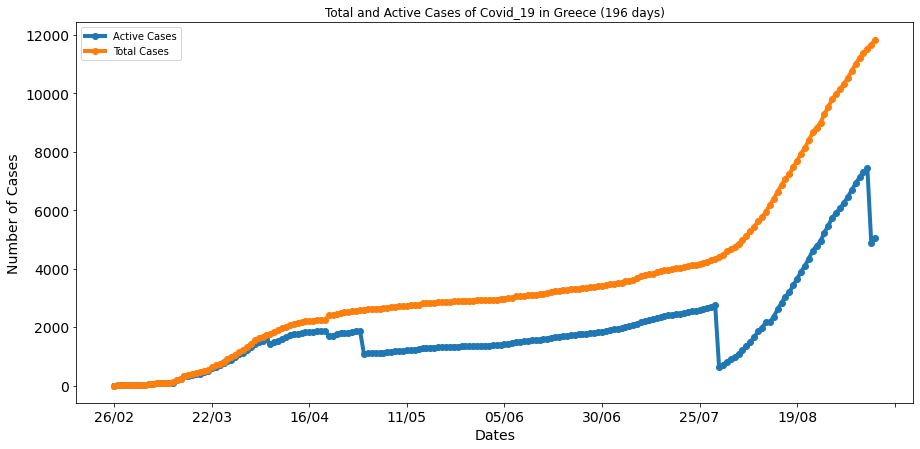 Total and Active Cases of Covid_19 in Greece (196 days)
Active Cases
Total Cases
12000
10000
8000
6000
4000
2000
0
Number of Cases
26/02 22/03 16/04 11/05 05/06 30/06 25/07 19/08
Dates